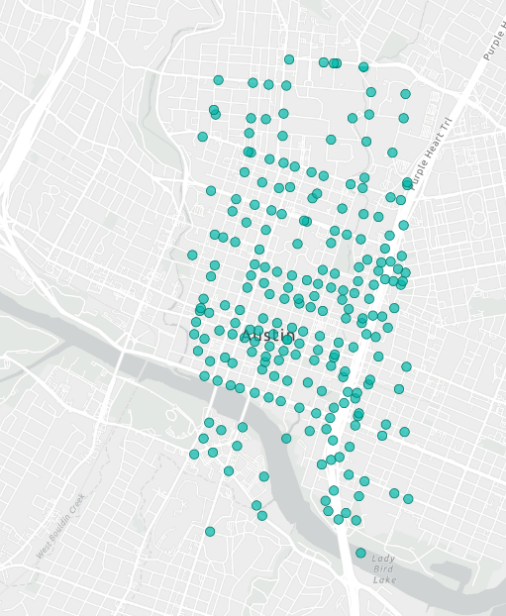 Purple H
Purple Heart Trl
Austin
West Bouldin Creek
Lady
Bird
Lake